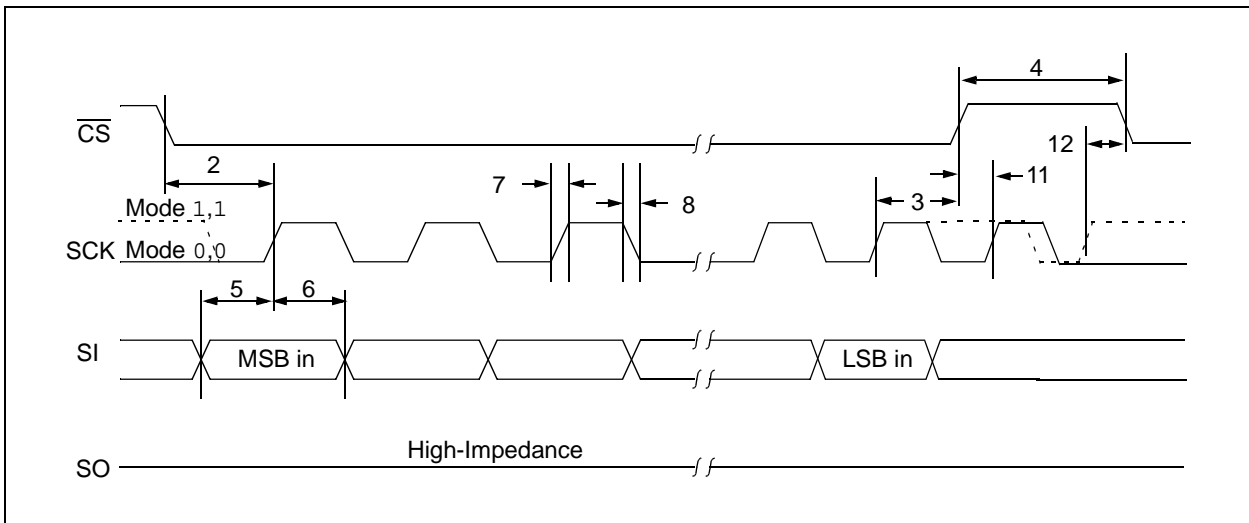 4
CS
12
2
7
8
3
11
Mode 1,1
SCK Mode 0,0
5
6
SI
MSB in
LSB in
High-Impedance
SO